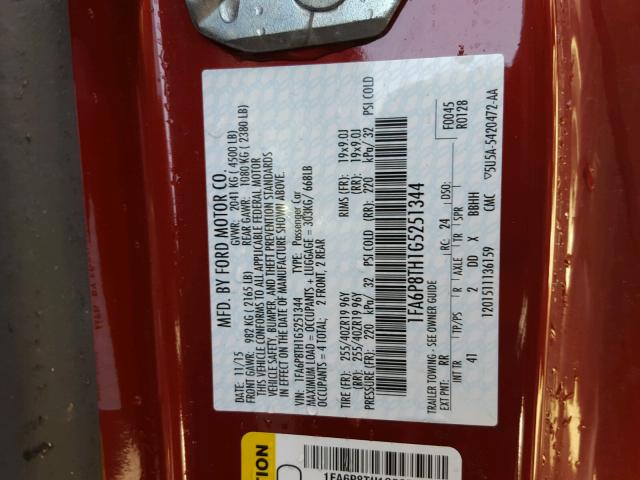 MFD. BY FORD MOTOR CO.
DATE: 11/15 GVWR: 2041 KG ( 4500 LB)
FRONT GAWR: 982 KG ( 2165 LB) REAR GAWR: 1080 KG ( 2380 LB)
THIS VEHICLE CONFORMS TO ALL APPLICABLE FEDERAL MOTOR
VEHICLE SAFETY, BUMPER, AND THEFT PREVENTION STANDARDS
IN EFFECT ON THE DATE OF MANUFACTURE SHOWN ABOVE.
VIN: 1FA6P8TH1G5251344 TYPE: Passenger Car
MAXIMUM LOAD = OCCUPANTS + LUGGAGE = 303KG/ 668LB
OCCUPANTS = 4 TOTAL; 2 FRONT, 2 REAR
TIRE (FR): 255/40ZR19 96Y RIMS (FR): 19x9.0J
(RR): 255/40ZR19 96Y (RR): 19x9.0J
PRESSURE (FR): 220 kPa/ 32 PSI COLD (RR): 220 kPa/ 32 PSI COLD
1FA6P8TH1G5251344
TRAILER TOWING - SEE OWNER GUIDE F0045
EXT PNT: RR RC: 24 DSO: R0128
INT TR TP/PS R AXLE TR SPR
41 2 00 X BBHH
120151113 6159 CMC
▽5U5A-5420472-AA